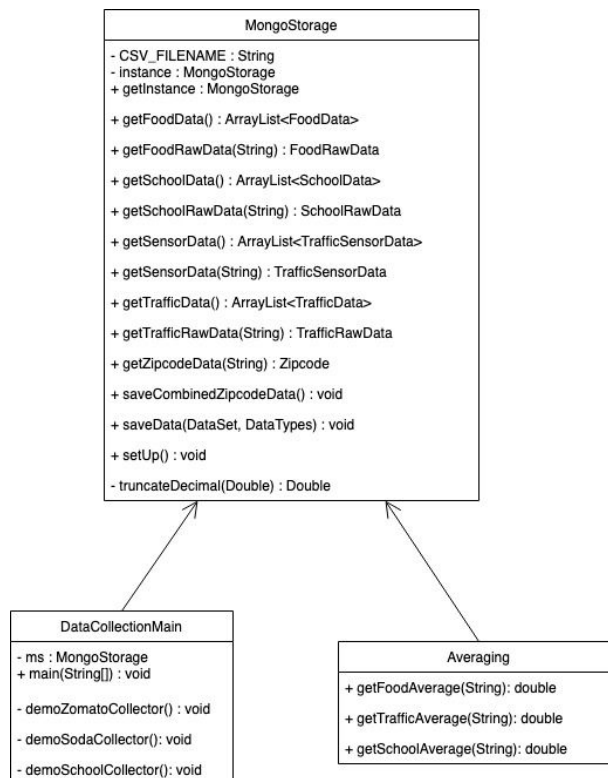 MongoStorage
- CSV_FILENAME : String
- instance : MongoStorage
+ getInstance : MongoStorage
+ getFoodData() : ArrayList<FoodData>
+ getFoodRawData(String) : FoodRawData
+ getSchoolData() : ArrayList<SchoolData>
+ getSchoolRawData(String) : SchoolRawData
+ getSensorData() : ArrayList<TrafficSensorData>
+ getSensorData(String) : TrafficSensorData
+ getTrafficData() : ArrayList<TrafficData>
+ getTrafficRawData(String) : TrafficRawData
+ getZipcodeData(String) : Zipcode
+ saveCombinedZipcodeData() : void
+ saveData(DataSet, DataTypes) : void
+ setUp() : void
- truncateDecimal(Double) : Double
DataCollectionMain
- ms : MongoStorage
+ main(String[]) : void
- demoZomatoCollector() : void
- demoSodaCollector(): void
- demoSchoolCollector(): void
Averaging
+ getFoodAverage(String): double
+ getTrafficAverage(String): double
+ getSchoolAverage(String): double